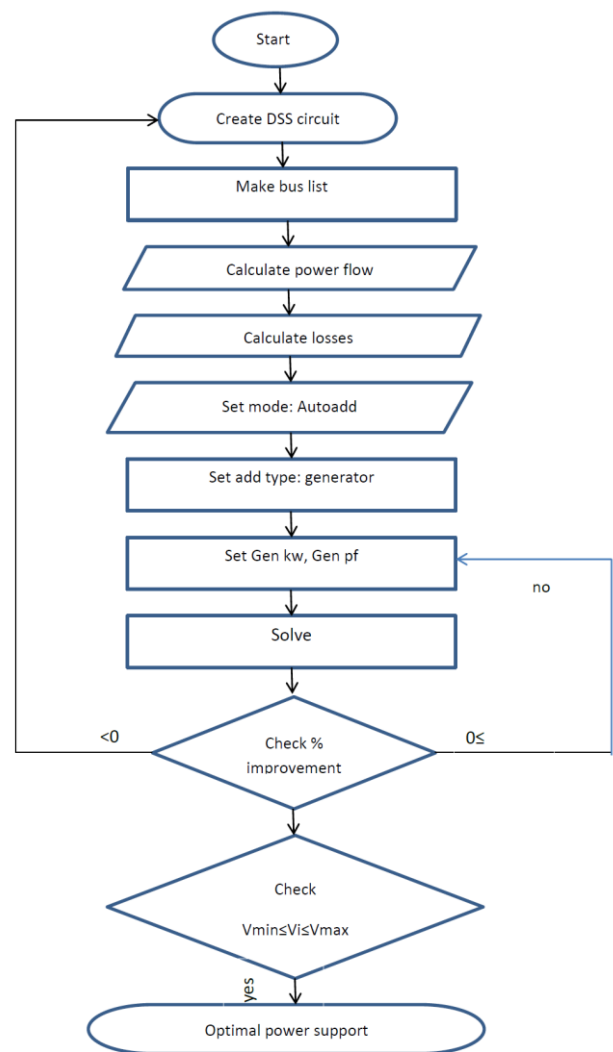 Start
Create DSS circuit
Make bus list
Calculate power flow
Calculate losses
Set mode: Autoadd
Set add type: generator
Set Gen kw, Gen pf
no
Solve
<0
Check %
improvement
0≤
Check
Vmin≤Vi≤Vmax
yes
Optimal power support